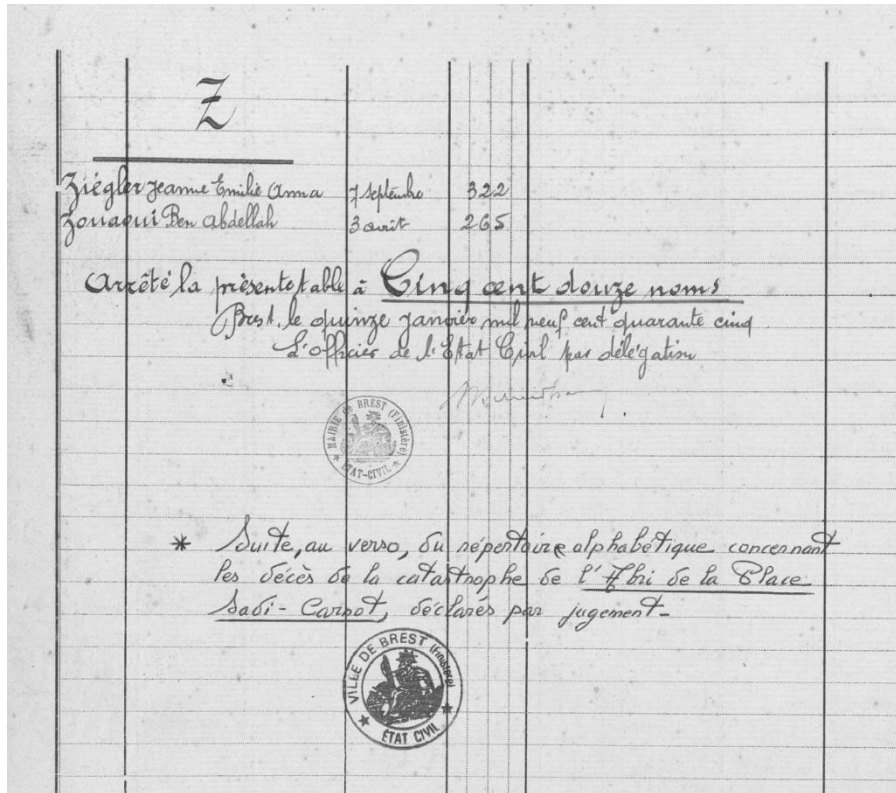 Z
Ziégler Jeanne Emilie Anna 7 septembre 322
Zouaoui Ben Abdellah 3 avril 265
Arrêté la présente table à Cinq cent douze noms
Brest, le quinze janvier mil neuf cent quarante cinq
L'officier de l'Etat Civil par délégation
MAIRIE DE BREST (Finistère)
★ ETAT-CIVIL ★
* Suite, au verso, du répertoire alphabétique concernant
les décès de la catastrophe de l'Abri de la Place
Sadi-Carnot, déclarés par jugement-
VILLE DE BREST (Finistère)
★ ÉTAT CIVIL ★